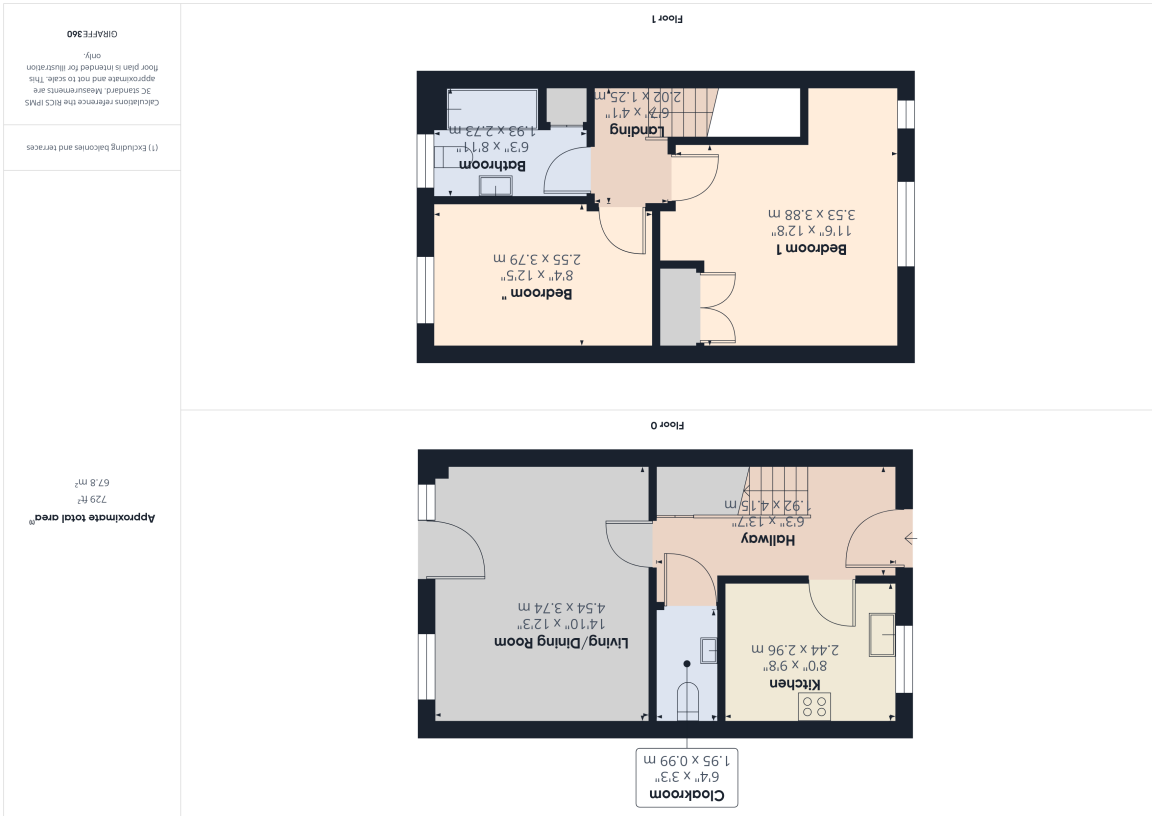 Cloakroom
6'4" x 3'3"
1.95 x 0.99 m
Kitchen
8'0" x 9'8"
2.44 x 2.96 m
Living/Dining Room
14'10" x 12'3"
4.54 x 3.74 m
Hallway
6'3" x 13'7"
.92 x 4.15 m
Floor 0
Bedroom "
8'4" x 12'5"
2.55 x 3.79 m
Bedroom 1
11'6" x 12'8"
3.53 x 3.88 m
Bathroom
6'3" x 8'11"
1.93 x 2.73 m
Landing
6'7" x 4'1"
2.02 x 1.25 m
Floor 1
Approximate total area(1)
729 ft²
67.8 m²
(1) Excluding balconies and terraces
Calculations reference the RICS IPMS
3C standard. Measurements are
approximate and not to scale. This
floor plan is intended for illustration
only.
GIRAFFE360